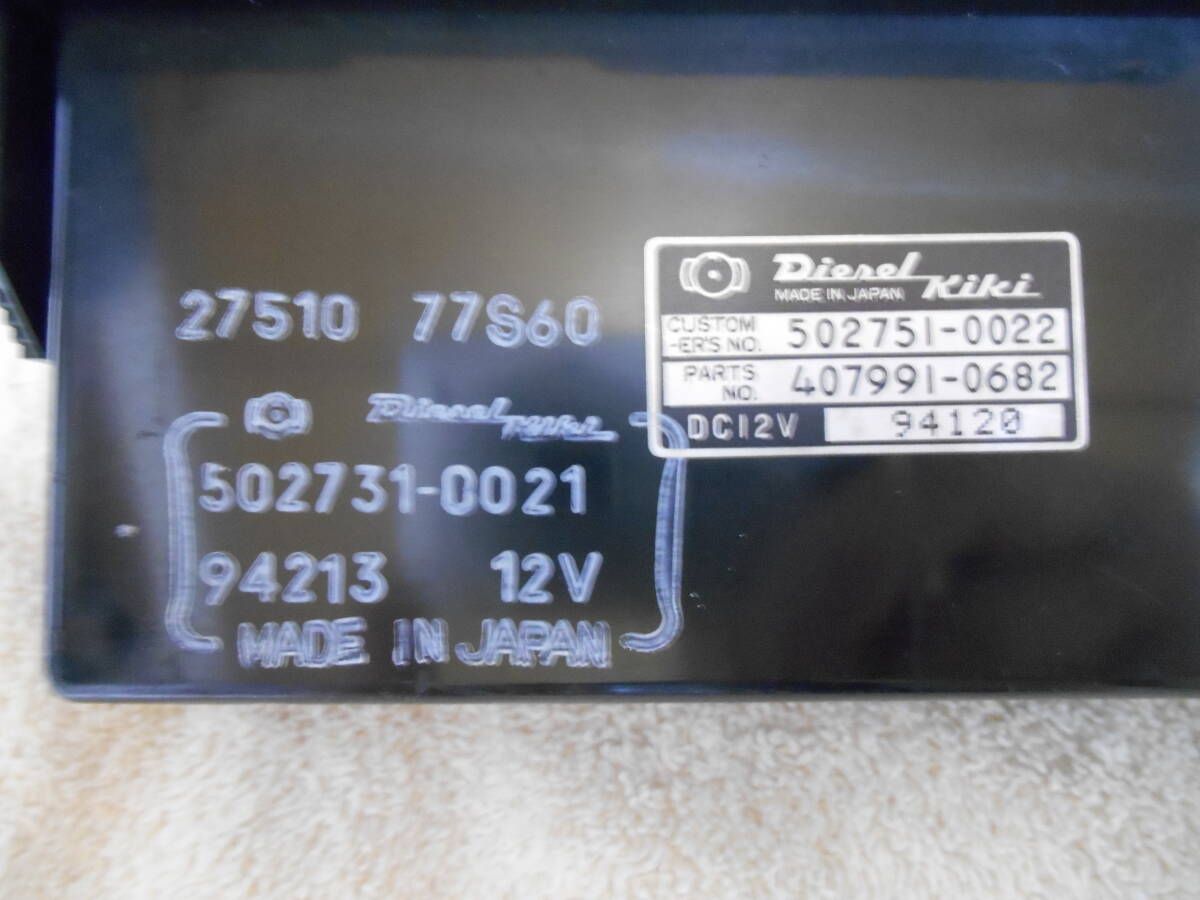 27510 77S60
Diesel Kiki
502731-0021
94213 12V
MADE IN JAPAN
Diesel Kiki
MADE IN JAPAN
CUSTOM
-ER'S NO. 502751-0022
PARTS
NO. 407991-0682
DC12V 94120